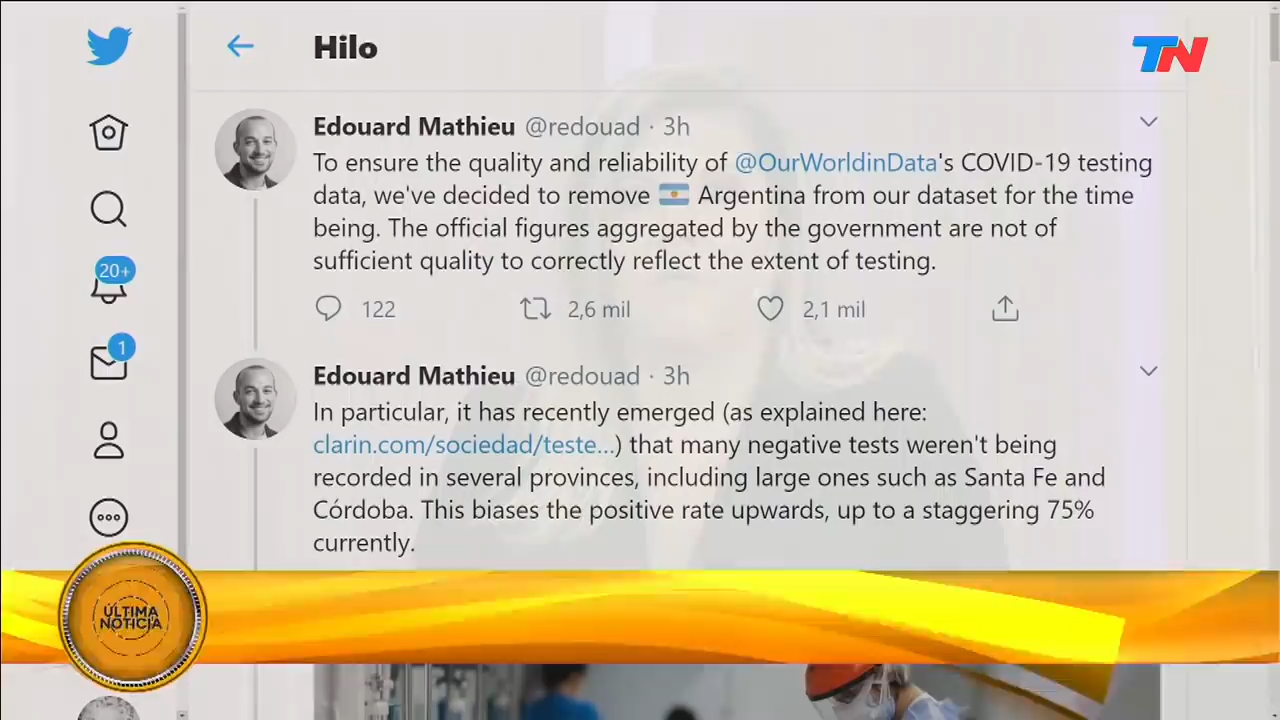 Hilo
TN
Edouard Mathieu @redouad · 3h
To ensure the quality and reliability of @OurWorldinData's COVID-19 testing
data, we've decided to remove 🇦🇷 Argentina from our dataset for the time
being. The official figures aggregated by the government are not of
sufficient quality to correctly reflect the extent of testing.
122 2,6 mil 2,1 mil
20+
1
Edouard Mathieu @redouad · 3h
In particular, it has recently emerged (as explained here:
clarin.com/sociedad/teste...) that many negative tests weren't being
recorded in several provinces, including large ones such as Santa Fe and
Córdoba. This biases the positive rate upwards, up to a staggering 75%
currently.
ÚLTIMA
NOTICIA